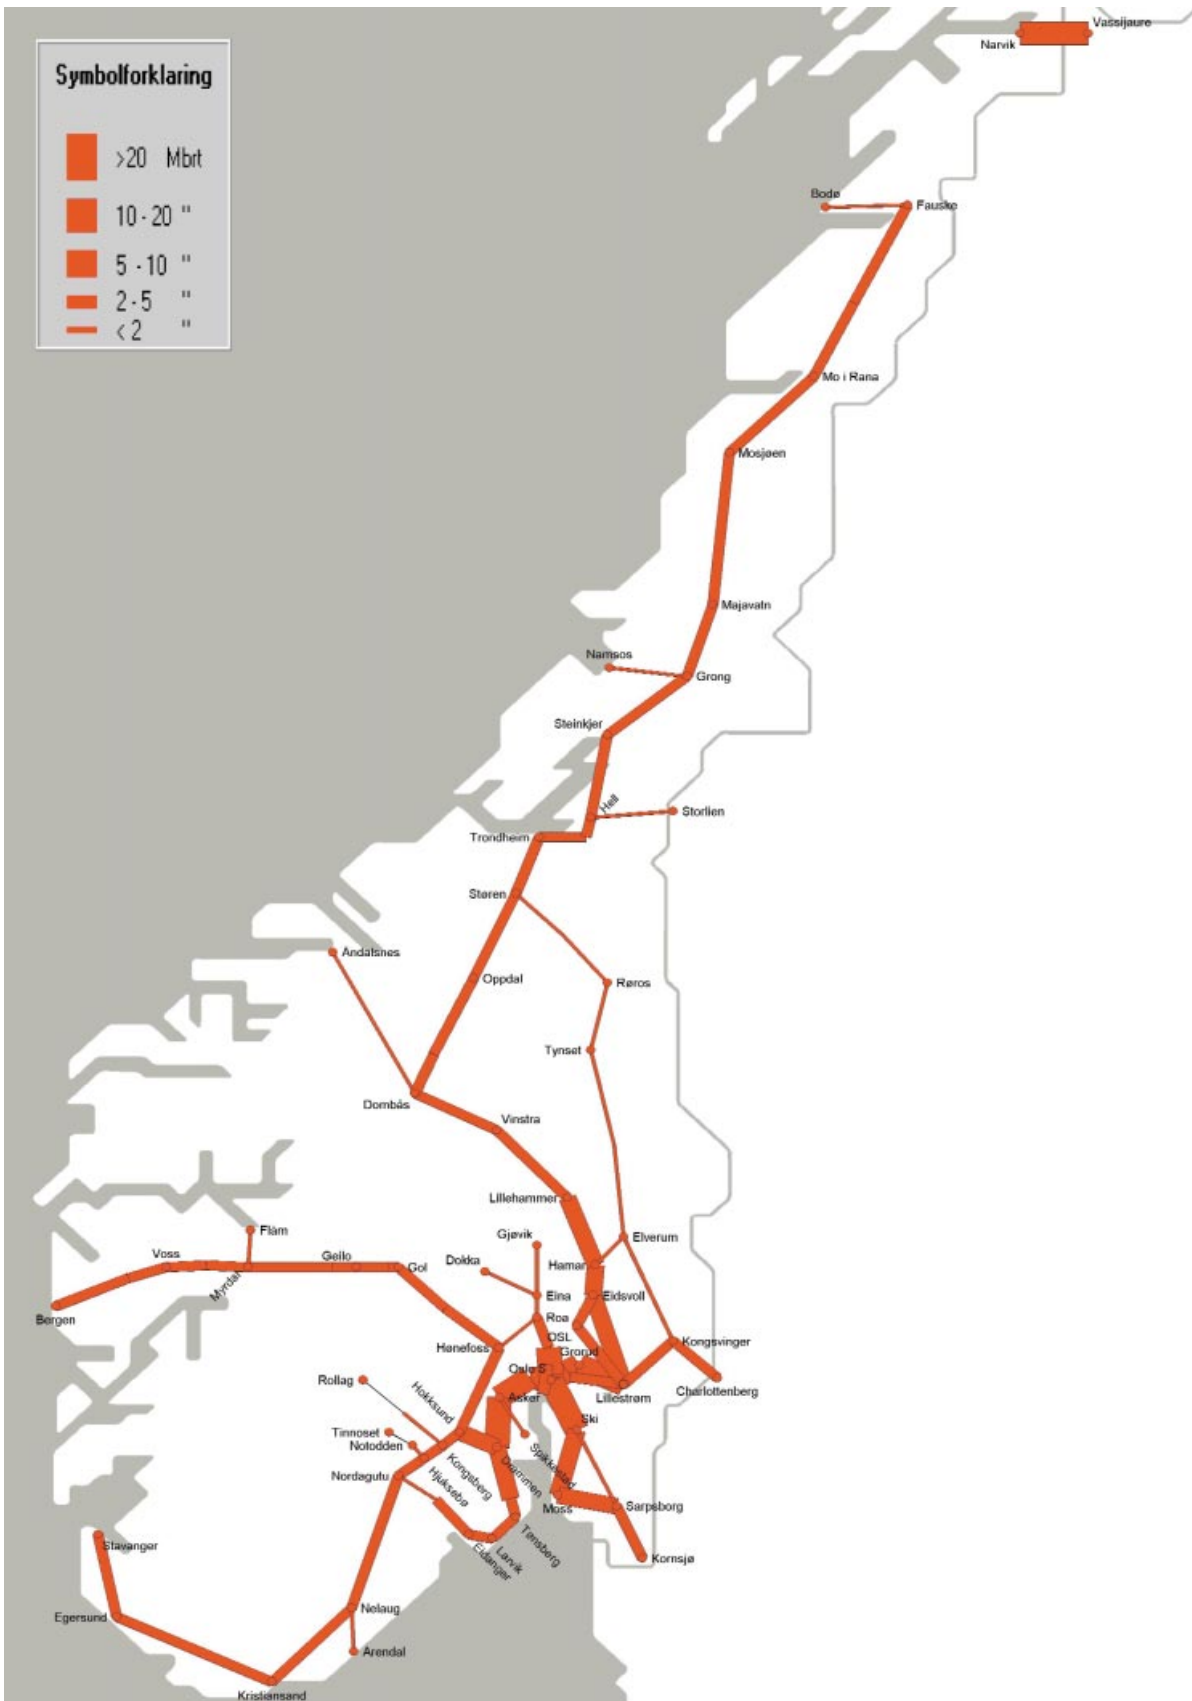 Symbolforklaring
>20 Mbrt
10 - 20 "
5 - 10 "
2 - 5 "
< 2 "
Vassijaure
Narvik
Bodø
Fauske
Mo i Rana
Mosjøen
Majavatn
Namsos
Grong
Steinkjer
Hell
Storlien
Trondheim
Støren
Åndalsnes
Oppdal
Røros
Tynset
Dombås
Vinstra
Lillehammer
Flåm
Gjøvik
Elverum
Voss
Geilo
Gol
Dokka
Hamar
Myrdal
Eina
Eidsvoll
Bergen
Roa
OSL
Kongsvinger
Hønefoss
Grorud
Oslo S
Rollag
Lillestrøm
Charlottenberg
Hokksund
Asker
Ski
Tinnoset
Notodden
Spikkestad
Nordagutu
Hjuksebø
Kongsberg
Drammen
Moss
Sarpsborg
Tønsberg
Stavanger
Larvik
Eidanger
Kornsjø
Egersund
Nelaug
Arendal
Kristiansand